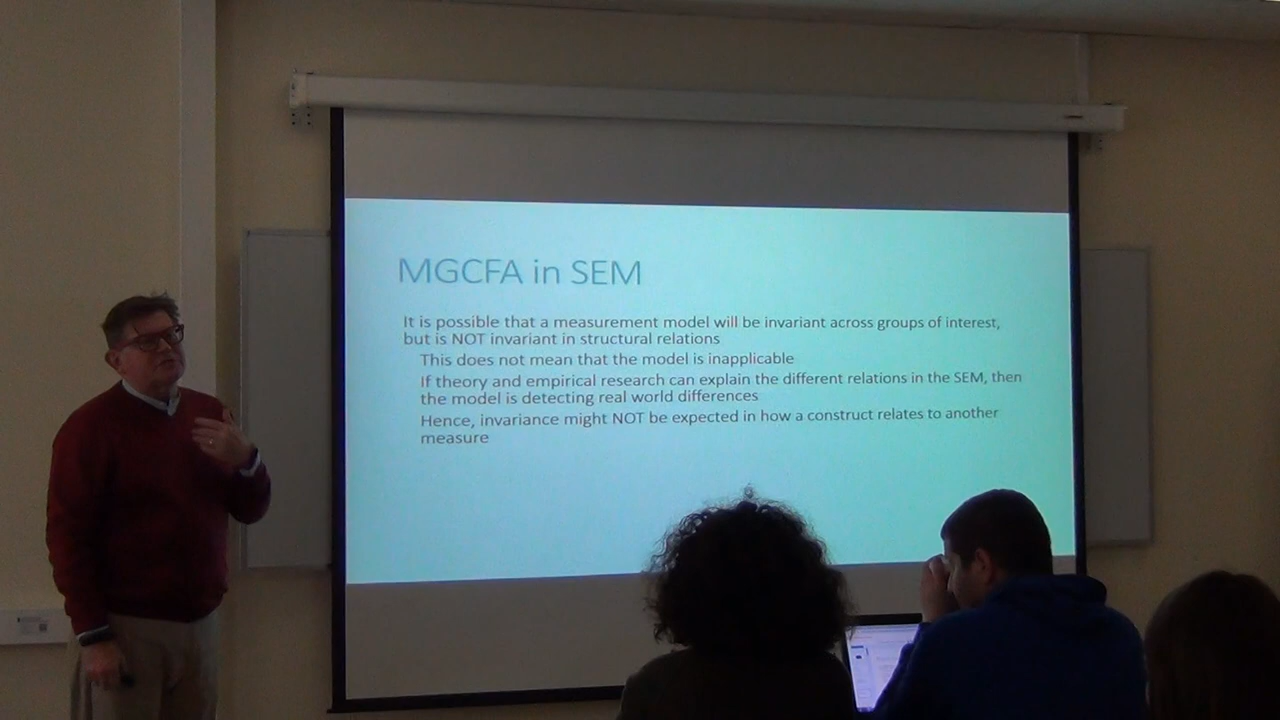 MGCFA in SEM
It is possible that a measurement model will be invariant across groups of interest,
but is NOT invariant in structural relations
This does not mean that the model is inapplicable
If theory and empirical research can explain the different relations in the SEM, then
the model is detecting real world differences
Hence, invariance might NOT be expected in how a construct relates to another
measure